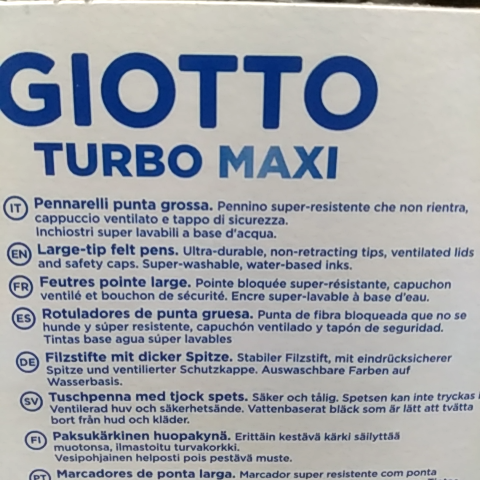 GIOTTO
TURBO MAXI
IT Pennarelli punta grossa. Pennino super-resistente che non rientra,
cappuccio ventilato e tappo di sicurezza.
Inchiostri super lavabili a base d'acqua.
EN Large-tip felt pens. Ultra-durable, non-retracting tips, ventilated lids
and safety caps. Super-washable, water-based inks.
FR Feutres pointe large. Pointe bloquée super-résistante, capuchon
ventilé et bouchon de sécurité. Encre super-lavable à base d'eau.
ES Rotuladores de punta gruesa. Punta de fibra bloqueada que no se
hunde y súper resistente, capuchón ventilado y tapón de seguridad.
Tintas base agua súper lavables
DE Filzstifte mit dicker Spitze. Stabiler Filzstift, mit eindrücksicherer
Spitze und ventilierter Schutzkappe. Auswaschbare Farben auf
Wasserbasis.
SV Tuschpenna med tjock spets. Säker och tålig. Spetsen kan inte tryckas
Ventilerad huv och säkerhetsände. Vattenbaserat bläck som är lätt att tvätta
bort från hud och kläder.
FI Paksukärkinen huopakynä. Erittäin kestävä kärki säilyttää
muotonsa, ilmastoitu turvakorkki.
Vesipohjainen helposti pois pestävä muste.
PT Marcadores de ponta larga. Marcador super resistente com ponta